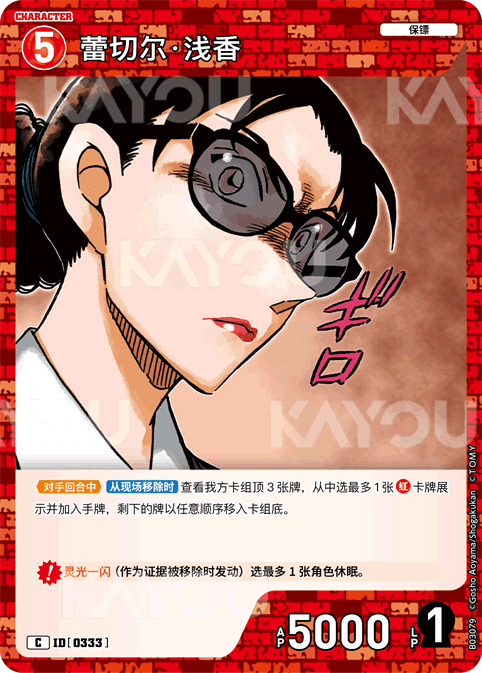 CHARACTER
5
蕾切尔·浅香
保镖
KAYOU
KAYOU
KAYOU
KAYOU
KAYOU
ギロ
对手回合中 从现场移除时 查看我方卡组顶 3 张牌，从中选最多 1 张 红 卡牌展
示并加入手牌，剩下的牌以任意顺序移入卡组底。
灵光一闪 (作为证据被移除时发动) 选最多 1 张角色休眠。
C ID[0333]
AP 5000 LP 1
B03079 ©Gosho Aoyama/Shogakukan ©TOMY